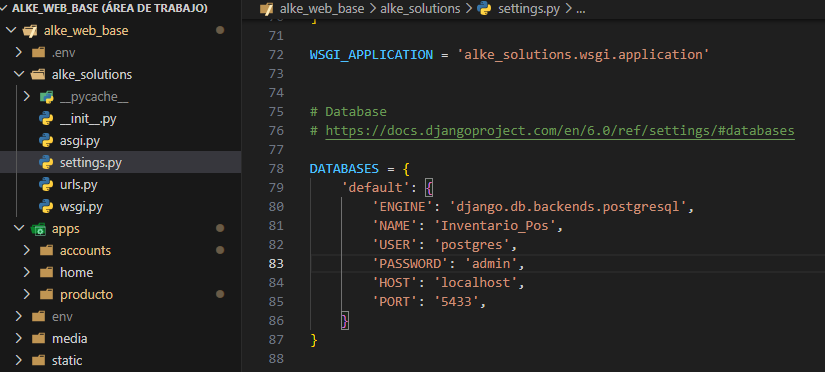 ALKE_WEB_BASE (ÁREA DE TRABAJO)
alke_web_base
.env
alke_solutions
__pycache__
__init__.py
asgi.py
settings.py
urls.py
wsgi.py
apps
accounts
home
producto
env
media
static
alke_web_base > alke_solutions > settings.py > ...
71
72 WSGI_APPLICATION = 'alke_solutions.wsgi.application'
73
74
75 # Database
76 # https://docs.djangoproject.com/en/6.0/ref/settings/#databases
77
78 DATABASES = {
79     'default': {
80         'ENGINE': 'django.db.backends.postgresql',
81         'NAME': 'Inventario_Pos',
82         'USER': 'postgres',
83         'PASSWORD': 'admin',
84         'HOST': 'localhost',
85         'PORT': '5433',
86     }
87 }
88